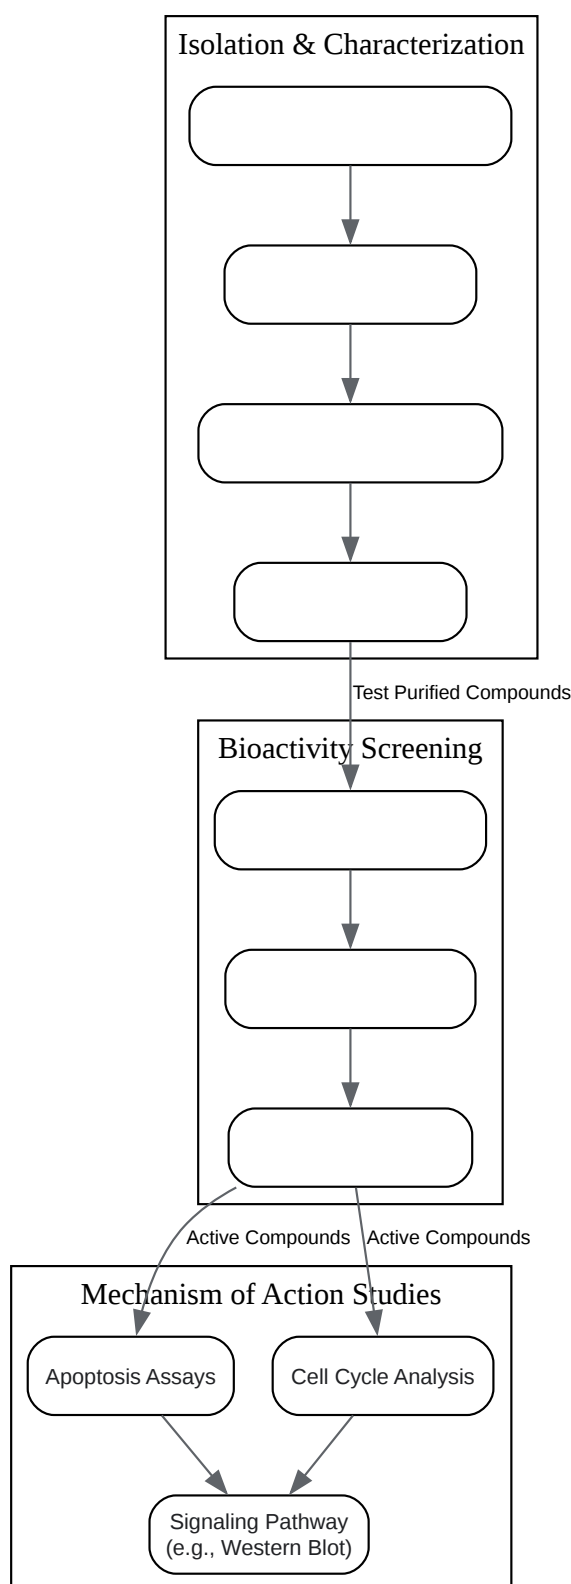 Isolation & Characterization
Test Purified Compounds
Bioactivity Screening
Active Compounds
Active Compounds
Mechanism of Action Studies
Apoptosis Assays
Cell Cycle Analysis
Signaling Pathway
(e.g., Western Blot)